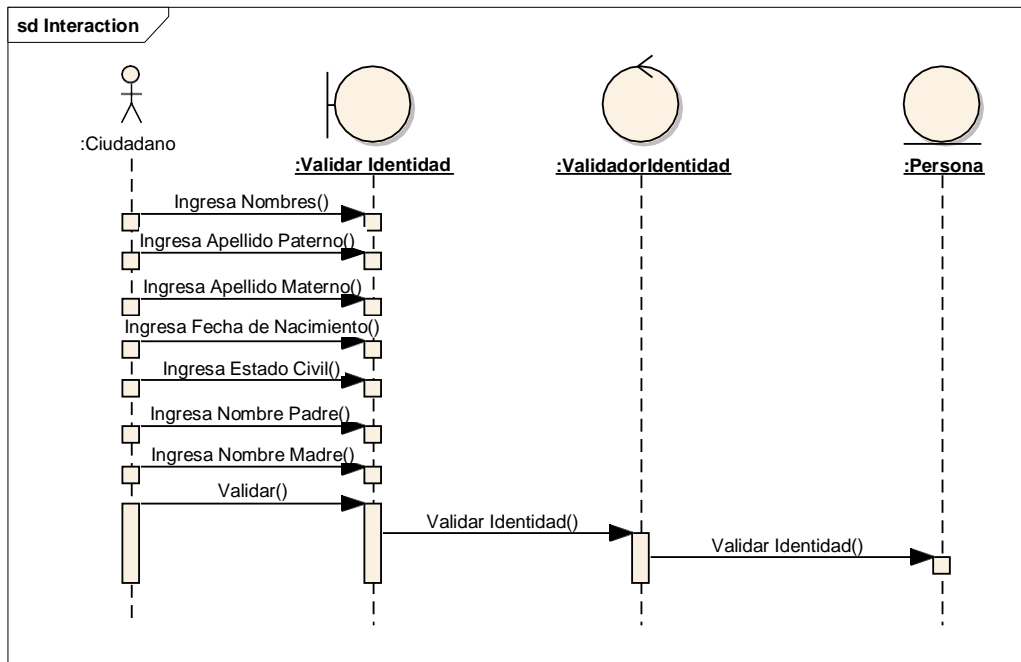 sd Interaction
:Ciudadano
:Validar Identidad
:ValidadorIdentidad
:Persona
Ingresa Nombres()
Ingresa Apellido Paterno()
Ingresa Apellido Materno()
Ingresa Fecha de Nacimiento()
Ingresa Estado Civil()
Ingresa Nombre Padre()
Ingresa Nombre Madre()
Validar()
Validar Identidad()
Validar Identidad()